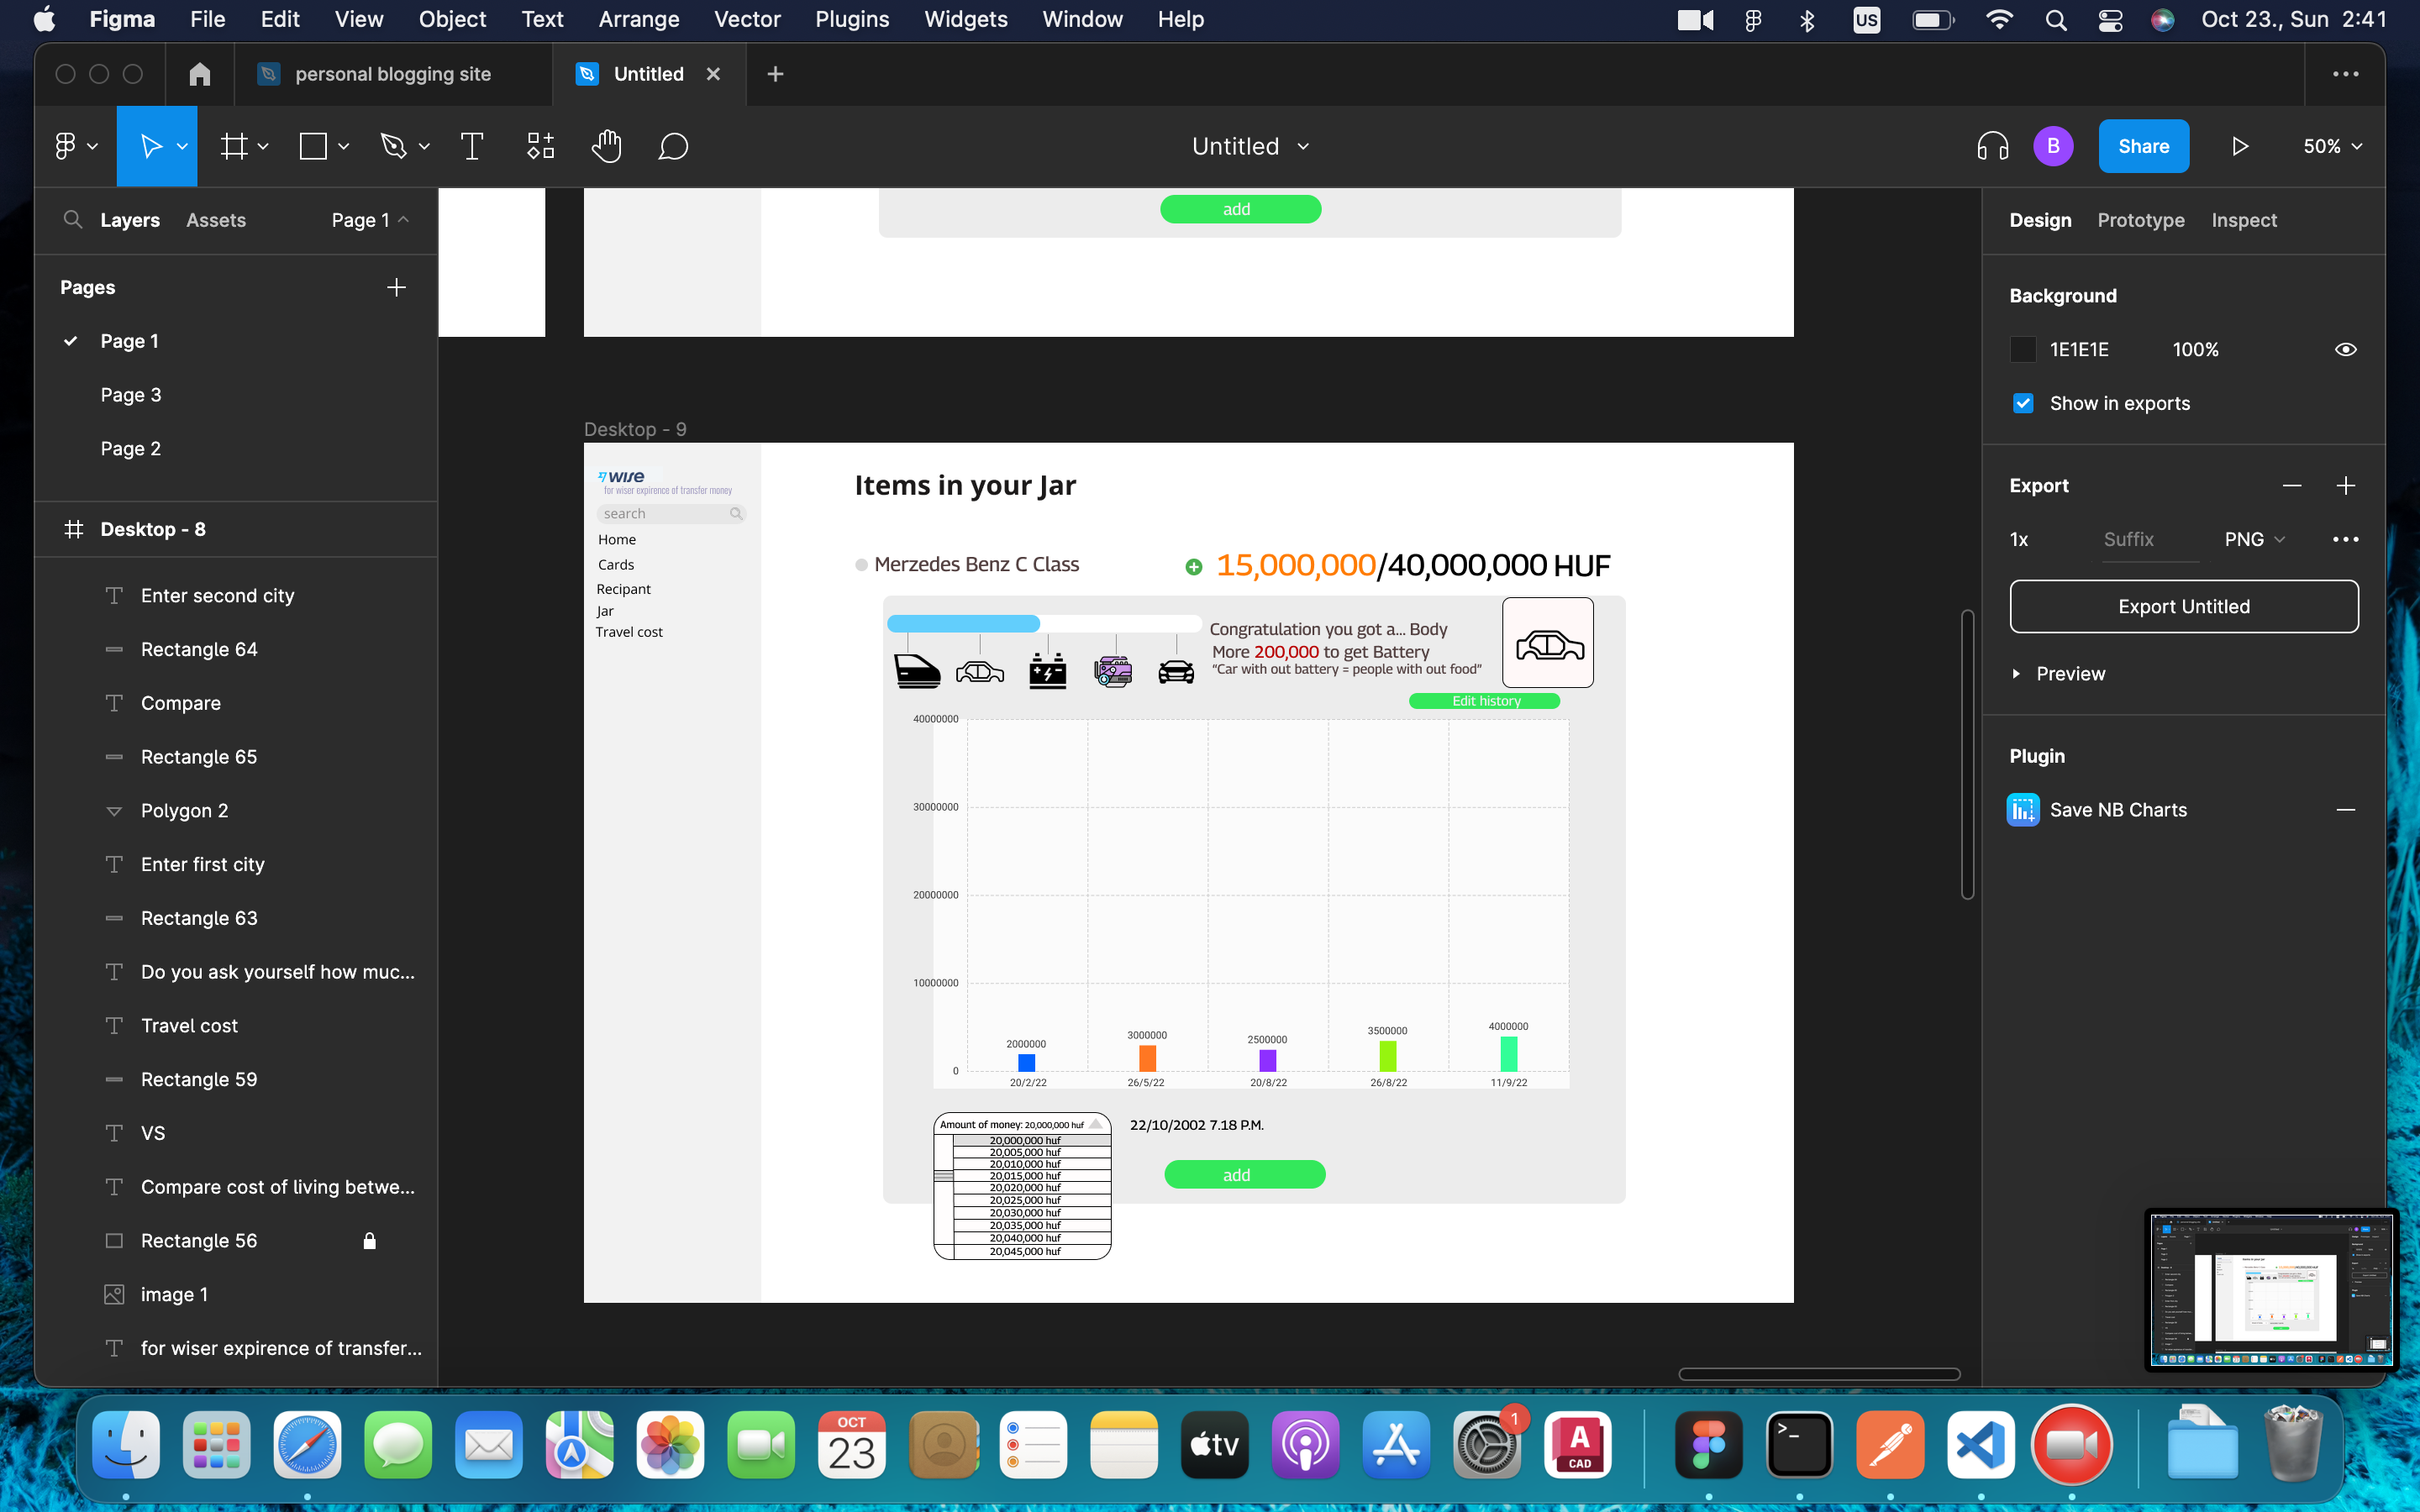 Figma File Edit View Object Text Arrange Vector Plugins Widgets Window Help US Oct 23., Sun 2:41
personal blogging site Untitled
Untitled B Share 50%
Layers Assets Page 1
Pages
Page 1
Page 3
Page 2
Desktop - 8
Enter second city
Rectangle 64
Compare
Rectangle 65
Polygon 2
Enter first city
Rectangle 63
Do you ask yourself how muc...
Travel cost
Rectangle 59
VS
Compare cost of living betwe...
Rectangle 56
image 1
for wiser expirence of transfer...
add
Desktop - 9
WISE
for wiser expirence of transfer money
search
Home
Cards
Recipant
Jar
Travel cost
Items in your Jar
Merzedes Benz C Class
15,000,000/40,000,000 HUF
Congratulation you got a... Body
More 200,000 to get Battery
“Car with out battery = people with out food”
Edit history
40000000
30000000
20000000
10000000
0
2000000
3000000
2500000
3500000
4000000
20/2/22
26/5/22
20/8/22
26/8/22
11/9/22
Amount of money: 20,000,000 huf
20,000,000 huf
20,005,000 huf
20,010,000 huf
20,015,000 huf
20,020,000 huf
20,025,000 huf
20,030,000 huf
20,035,000 huf
20,040,000 huf
20,045,000 huf
22/10/2002 7.18 P.M.
add
Design Prototype Inspect
Background
1E1E1E 100%
Show in exports
Export
1x Suffix PNG
Export Untitled
Preview
Plugin
Save NB Charts
OCT
23
tv
1
A
CAD
>_